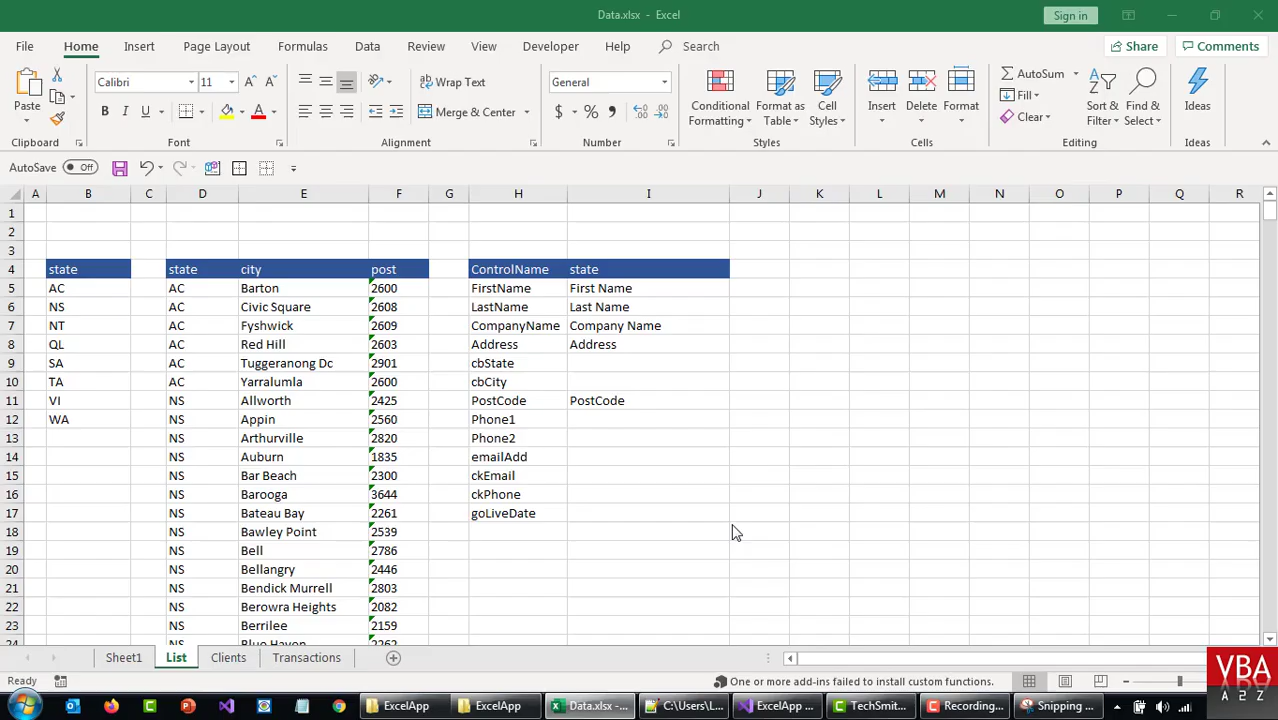 Data.xlsx - Excel
Sign in
File Home Insert Page Layout Formulas Data Review View Developer Help Search Share Comments
Paste
Calibri 11
B I U
Wrap Text
Merge & Center
General
$ % ,
Conditional Formatting
Format as Table
Cell Styles
Insert
Delete
Format
AutoSum
Fill
Clear
Sort & Filter
Find & Select
Ideas
Clipboard Font Alignment Number Styles Cells Editing Ideas
AutoSave Off
A B C D E F G H I J K L M N O P Q R
1
2
3
4 state state city post ControlName state
5 AC AC Barton 2600 FirstName First Name
6 NS AC Civic Square 2608 LastName Last Name
7 NT AC Fyshwick 2609 CompanyName Company Name
8 QL AC Red Hill 2603 Address Address
9 SA AC Tuggeranong Dc 2901 cbState
10 TA AC Yarralumla 2600 cbCity
11 VI NS Allworth 2425 PostCode PostCode
12 WA NS Appin 2560 Phone1
13 NS Arthurville 2820 Phone2
14 NS Auburn 1835 emailAdd
15 NS Bar Beach 2300 ckEmail
16 NS Barooga 3644 ckPhone
17 NS Bateau Bay 2261 goLiveDate
18 NS Bawley Point 2539
19 NS Bell 2786
20 NS Bellangry 2446
21 NS Bendick Murrell 2803
22 NS Berowra Heights 2082
23 NS Berrilee 2159
24 NS Blue Haven 2262
Sheet1 List Clients Transactions
Ready One or more add-ins failed to install custom functions.
VBA
A 2 Z
ExcelApp ExcelApp Data.xlsx -... C:\Users\L... ExcelApp ... TechSmit... Recording... Snipping ...